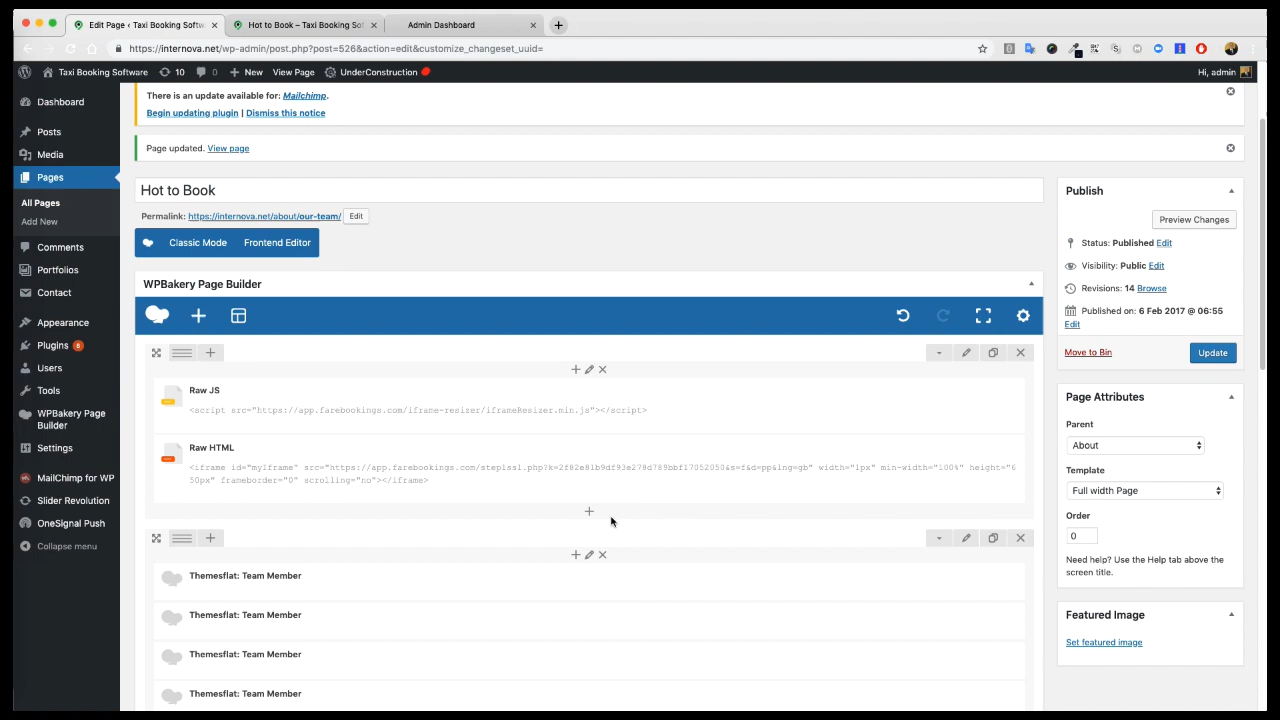 Edit Page ‹ Taxi Booking Softw
Hot to Book – Taxi Booking Sof
Admin Dashboard
https://internova.net/wp-admin/post.php?post=526&action=edit&customize_changeset_uuid=
Taxi Booking Software
10
0
New
View Page
UnderConstruction
Hi, admin
Dashboard
Posts
Media
Pages
All Pages
Add New
Comments
Portfolios
Contact
Appearance
Plugins 6
Users
Tools
WPBakery Page
Builder
Settings
MailChimp for WP
Slider Revolution
OneSignal Push
Collapse menu
There is an update available for: Mailchimp.
Begin updating plugin | Dismiss this notice
Page updated. View page
Hot to Book
Permalink: https://internova.net/about/our-team/ Edit
Classic Mode Frontend Editor
WPBakery Page Builder
Raw JS
<script src="https://app.farebookings.com/iframe-resizer/iframeResizer.min.js"></script>
Raw HTML
<iframe id="myIframe" src="https://app.farebookings.com/step1ssl.php?k=2f82e81b9df93e278d789bbf17052050&s=f&d=pp&lng=gb" width="1px" min-width="100%" height="6
50px" frameborder="0" scrolling="no"></iframe>
Themesflat: Team Member
Themesflat: Team Member
Themesflat: Team Member
Themesflat: Team Member
Publish
Preview Changes
Status: Published Edit
Visibility: Public Edit
Revisions: 14 Browse
Published on: 6 Feb 2017 @ 06:55
Edit
Move to Bin
Update
Page Attributes
Parent
About
Template
Full width Page
Order
0
Need help? Use the Help tab above the
screen title.
Featured Image
Set featured image